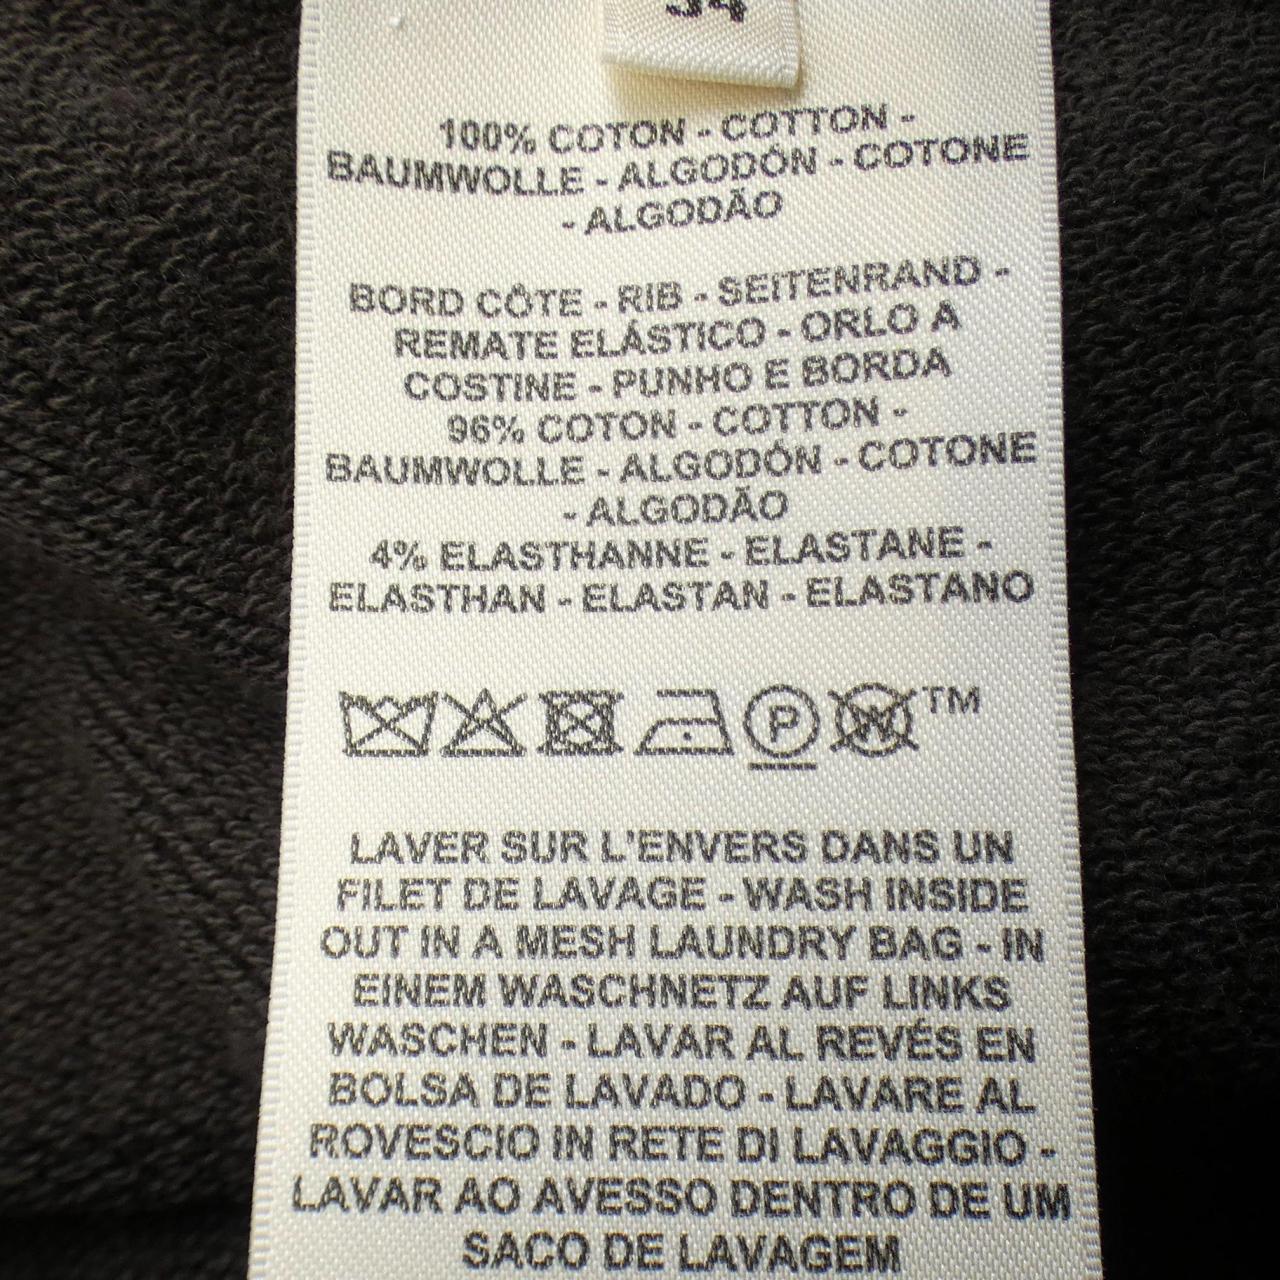 34
100% COTON - COTTON -
BAUMWOLLE - ALGODÓN - COTONE
- ALGODÃO
BORD CÔTE - RIB - SEITENRAND -
REMATE ELÁSTICO - ORLO A
COSTINE - PUNHO E BORDA
96% COTON - COTTON -
BAUMWOLLE - ALGODÓN - COTONE
- ALGODÃO
4% ELASTHANNE - ELASTANE -
ELASTHAN - ELASTAN - ELASTANO
P W TM
LAVER SUR L'ENVERS DANS UN
FILET DE LAVAGE - WASH INSIDE
OUT IN A MESH LAUNDRY BAG - IN
EINEM WASCHNETZ AUF LINKS
WASCHEN - LAVAR AL REVÉS EN
BOLSA DE LAVADO - LAVARE AL
ROVESCIO IN RETE DI LAVAGGIO -
LAVAR AO AVESSO DENTRO DE UM
SACO DE LAVAGEM